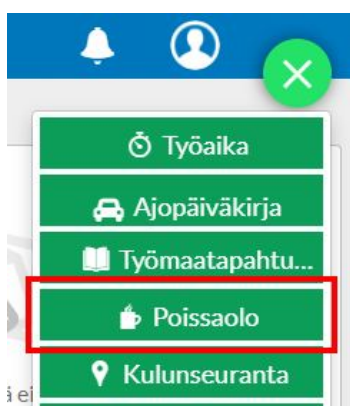 Työaika
Ajopäiväkirja
Työmaatapahtu...
Poissaolo
Kulunseuranta